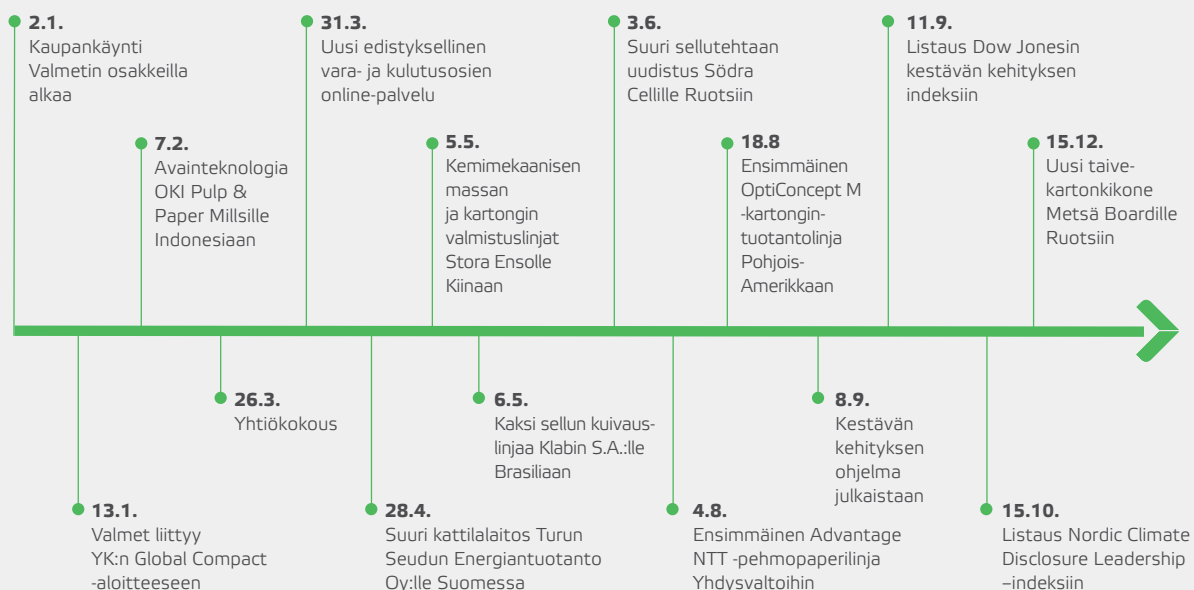 2.1.
Kaupankäynti
Valmetin osakkeilla
alkaa
31.3.
Uusi edistyksellinen
vara- ja kulutusosien
online-palvelu
3.6.
Suuri sellutehtaan
uudistus Södra
Cellille Ruotsiin
11.9.
Listaus Dow Jonesin
kestävän kehityksen
indeksiin
7.2.
Avainteknologia
OKI Pulp &
Paper Millsille
Indonesiaan
5.5.
Kemimekaanisen
massan
ja kartongin
valmistuslinjat
Stora Ensolle
Kiinaan
18.8
Ensimmäinen
OptiConcept M
-kartongin-
tuotantolinja
Pohjois-
Amerikkaan
15.12.
Uusi taive-
kartonkikone
Metsä Boardille
Ruotsiin
26.3.
Yhtiökokous
6.5.
Kaksi sellun kuivaus-
linjaa Klabin S.A.:lle
Brasiliaan
8.9.
Kestävän
kehityksen
ohjelma
julkaistaan
13.1.
Valmet liittyy
YK:n Global Compact
-aloitteeseen
28.4.
Suuri kattilalaitos Turun
Seudun Energiantuotanto
Oy:lle Suomessa
4.8.
Ensimmäinen Advantage
NTT -pehmopaperilinja
Yhdysvaltoihin
15.10.
Listaus Nordic Climate
Disclosure Leadership
–indeksiin